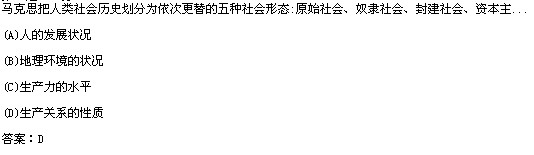 马克思把人类社会历史划分为依次更替的五种社会形态:原始社会、奴隶社会、封建社会、资本主...
(A)人的发展状况
(B)地理环境的状况
(C)生产力的水平
(D)生产关系的性质
答案：D